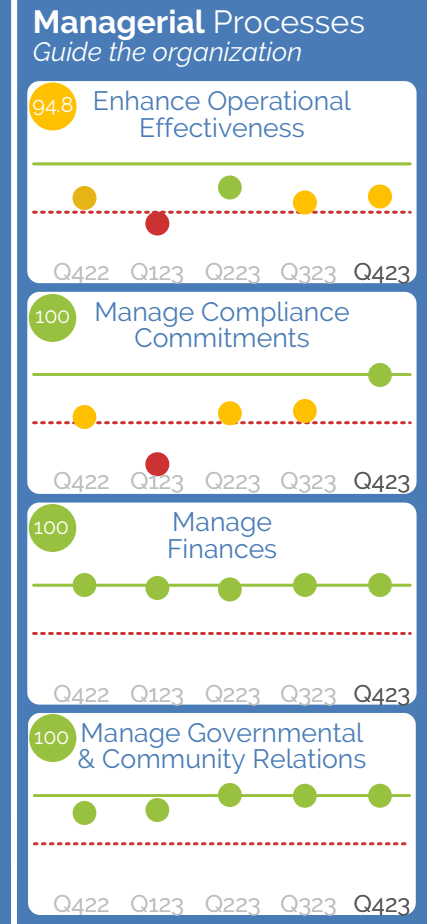 Managerial Processes
Guide the organization
94.8
Enhance Operational
Effectiveness
Q422 Q123 Q223 Q323 Q423
100
Manage Compliance
Commitments
Q422 Q123 Q223 Q323 Q423
100
Manage
Finances
Q422 Q123 Q223 Q323 Q423
100
Manage Governmental
& Community Relations
Q422 Q123 Q223 Q323 Q423